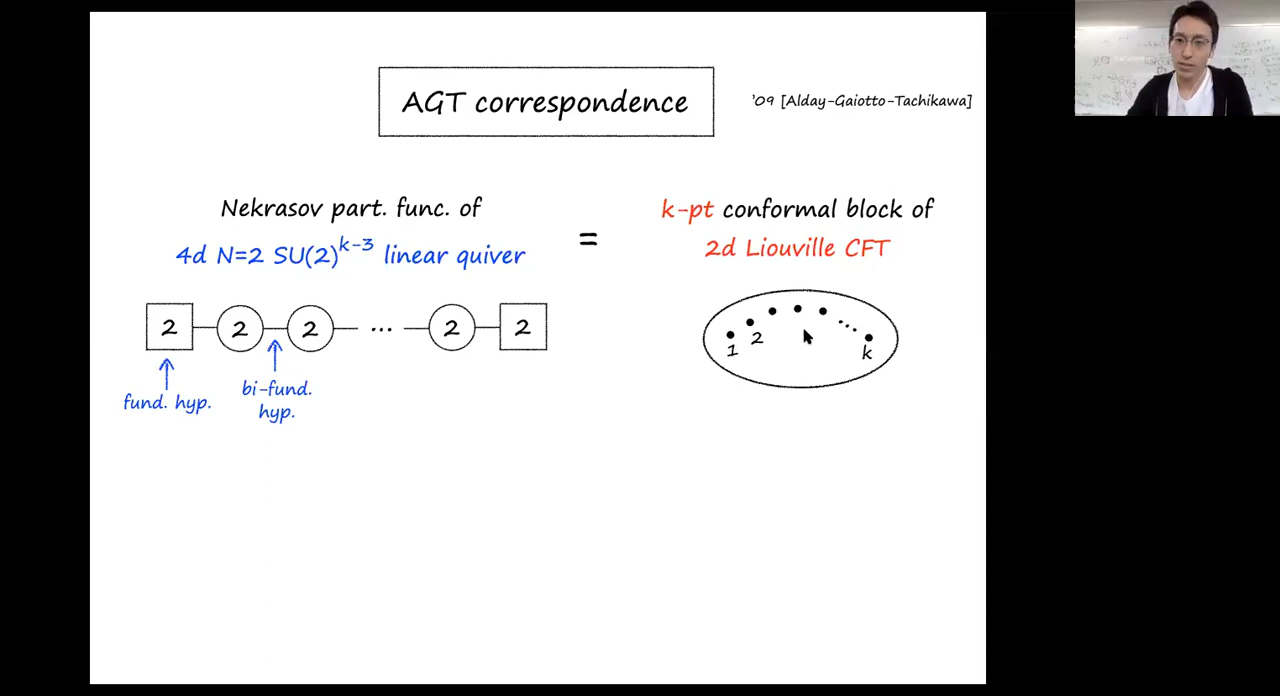 AGT correspondence
'09 [Alday-Gaiotto-Tachikawa]
Nekrasov part. func. of
4d N=2 SU(2)^{k-3} linear quiver
=
k-pt conformal block of
2d Liouville CFT
2 2 2 ... 2 2
fund. hyp.
bi-fund.
hyp.
1 2 ... k